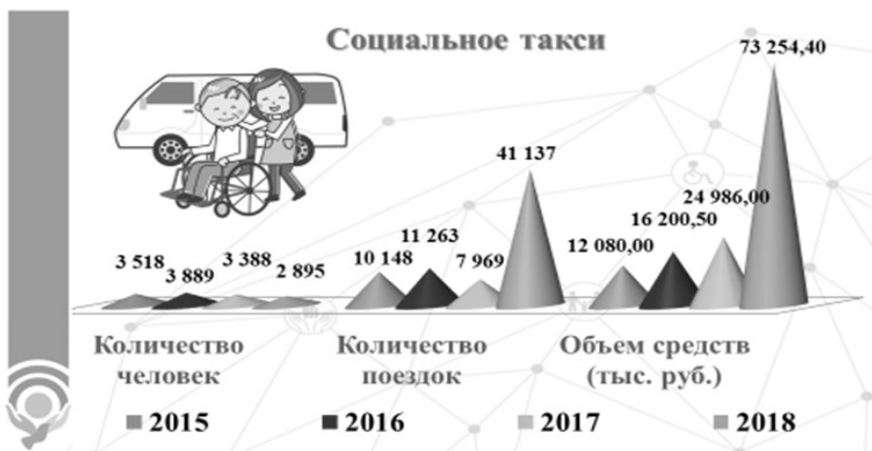 Социальное такси
73 254,40
41 137
24 986,00
16 200,50
12 080,00
11 263
10 148
7 969
3 518
3 889
3 388
2 895
Количество
человек
Количество
поездок
Объем средств
(тыс. руб.)
2015
2016
2017
2018